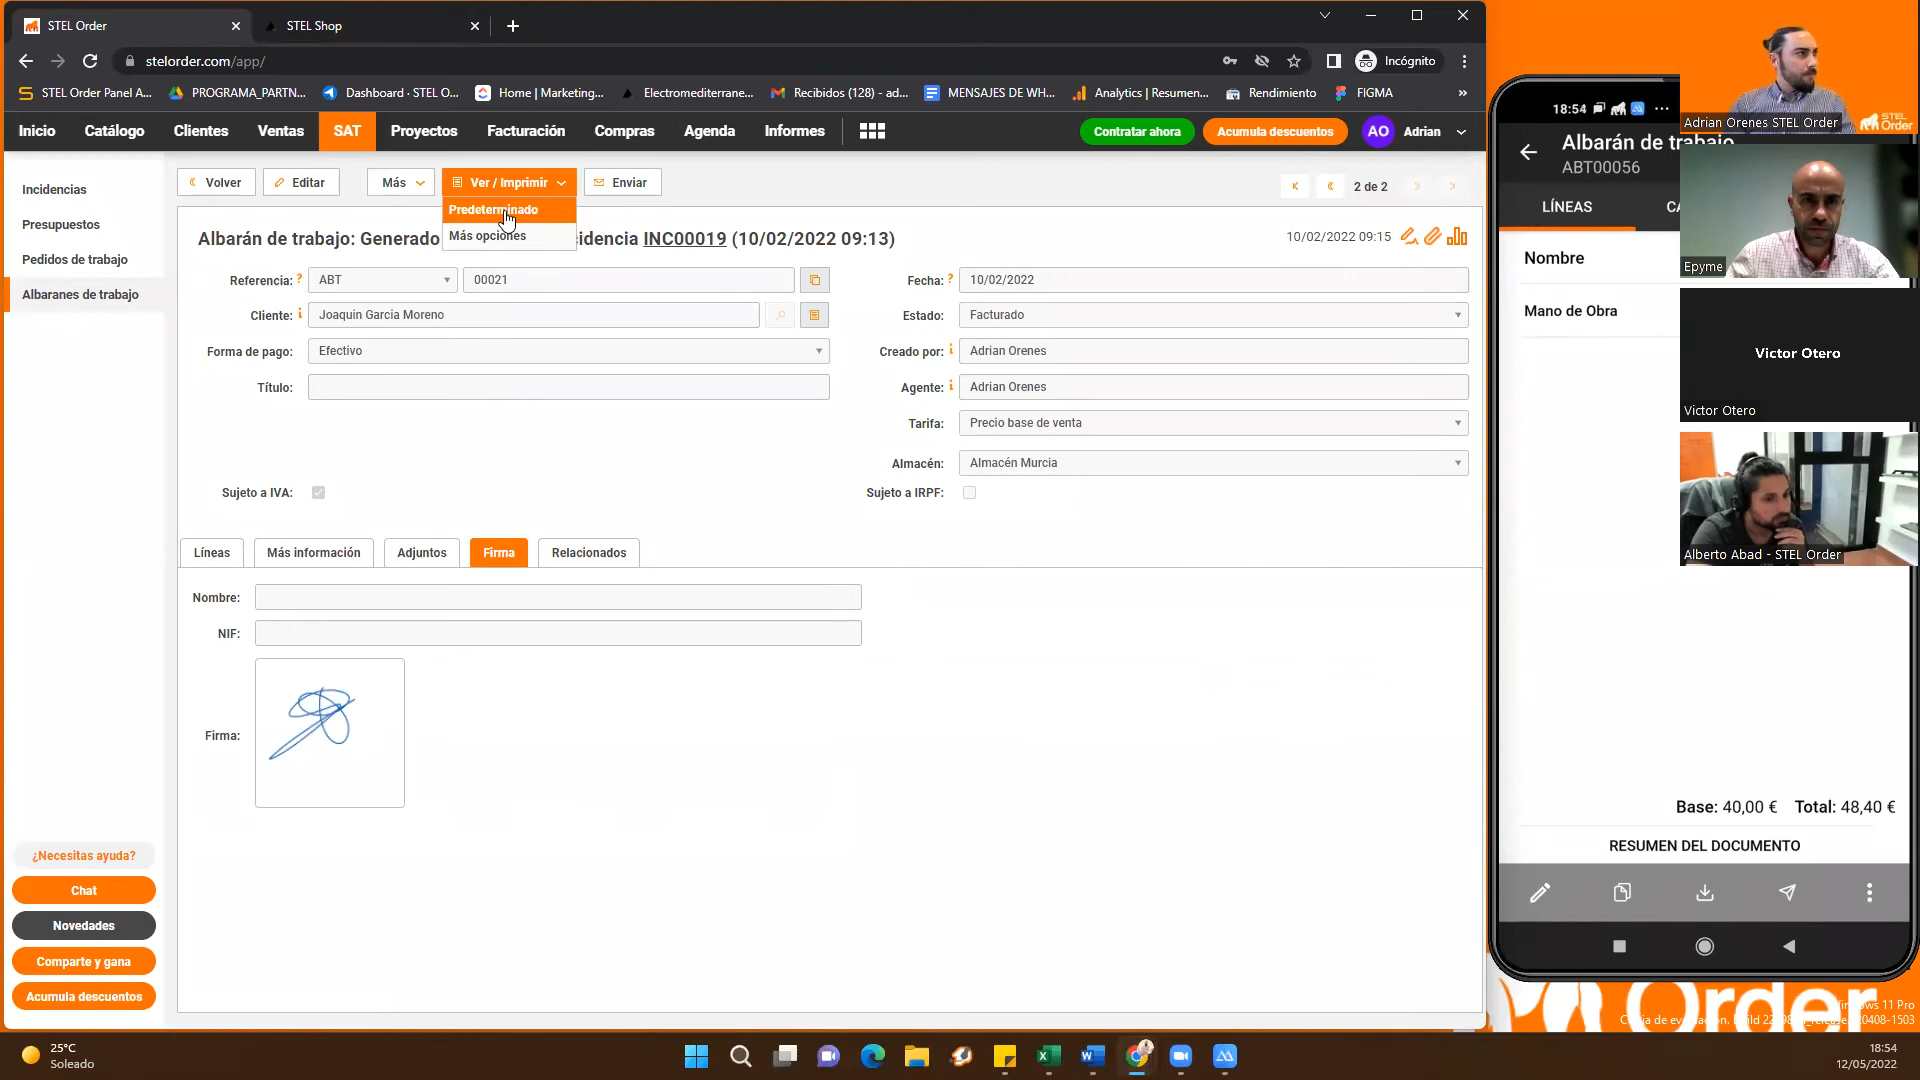 STEL Order
STEL Shop
stelorder.com/app/
Incógnito
STEL Order Panel A...
PROGRAMA_PARTN...
Dashboard · STEL O...
Home | Marketing...
Electromediterrane...
Recibidos (128) - ad...
MENSAJES DE WH...
Analytics | Resumen...
Rendimiento
FIGMA
Inicio
Catálogo
Clientes
Ventas
SAT
Proyectos
Facturación
Compras
Agenda
Informes
Contratar ahora
Acumula descuentos
AO
Adrian
Incidencias
Presupuestos
Pedidos de trabajo
Albaranes de trabajo
Volver
Editar
Más
Ver / Imprimir
Enviar
Predeterminado
Más opciones
2 de 2
Albarán de trabajo: Generado idencia INC00019 (10/02/2022 09:13)
10/02/2022 09:15
Referencia: ?
ABT
00021
Fecha: ?
10/02/2022
Cliente: i
Joaquin Garcia Moreno
Estado:
Facturado
Forma de pago:
Efectivo
Creado por: i
Adrian Orenes
Título:
Agente: i
Adrian Orenes
Tarifa:
Precio base de venta
Almacén:
Almacén Murcia
Sujeto a IVA:
Sujeto a IRPF:
Líneas
Más información
Adjuntos
Firma
Relacionados
Nombre:
NIF:
Firma:
¿Necesitas ayuda?
Chat
Novedades
Comparte y gana
Acumula descuentos
18:54
Albarán de trabajo
ABT00056
LÍNEAS
CA
Nombre
Mano de Obra
Base: 40,00 € Total: 48,40 €
RESUMEN DEL DOCUMENTO
Adrian Orenes STEL Order
STEL
Order
Epyme
Victor Otero
Victor Otero
Alberto Abad - STEL Order
Order
11 Pro
25°C
Soleado
18:54
12/05/2022